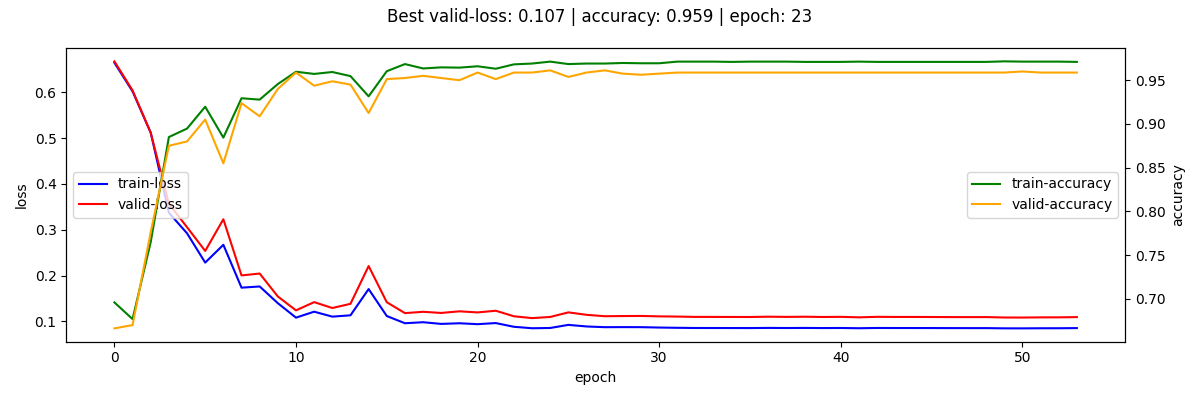 Best valid-loss: 0.107 | accuracy: 0.959 | epoch: 23
loss
0.6
0.5
0.4
0.3
0.2
0.1
train-loss
valid-loss
train-accuracy
valid-accuracy
0.95
0.90
0.85
0.80
0.75
0.70
accuracy
0 10 20 30 40 50
epoch